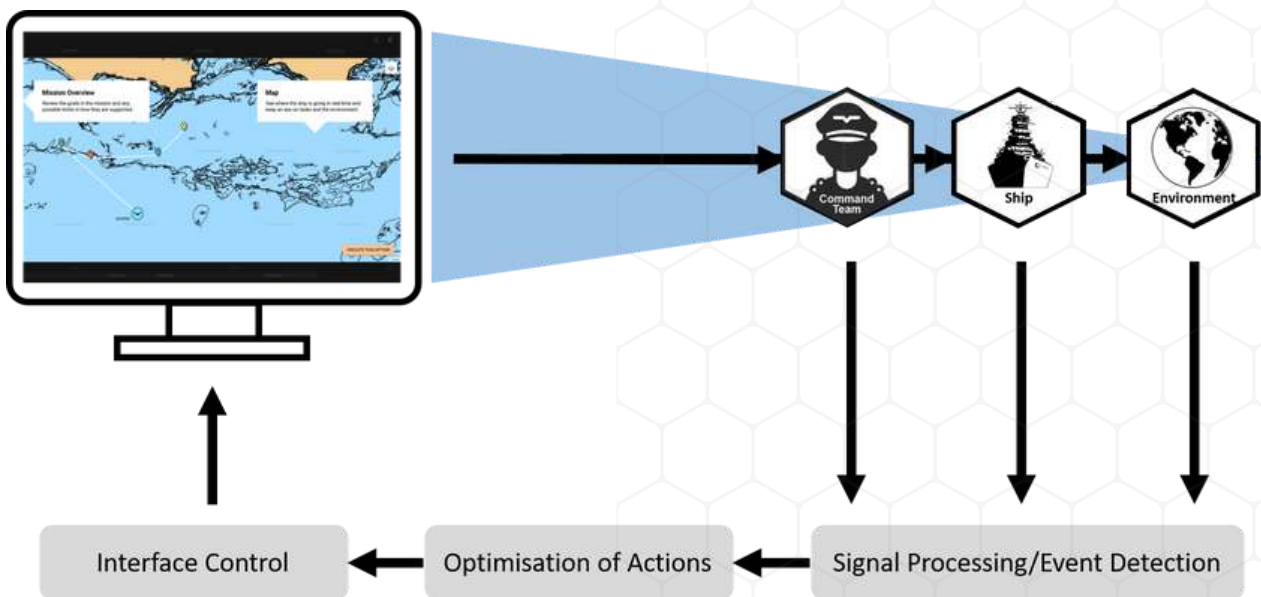 Mission Overview
Review the goals in the mission and any
possible limits in how they are supported.
Map
See where the ship is going in real-time and
keep an eye on tasks and the environment.
Command
Team
Ship
Environment
Interface Control
Optimisation of Actions
Signal Processing/Event Detection